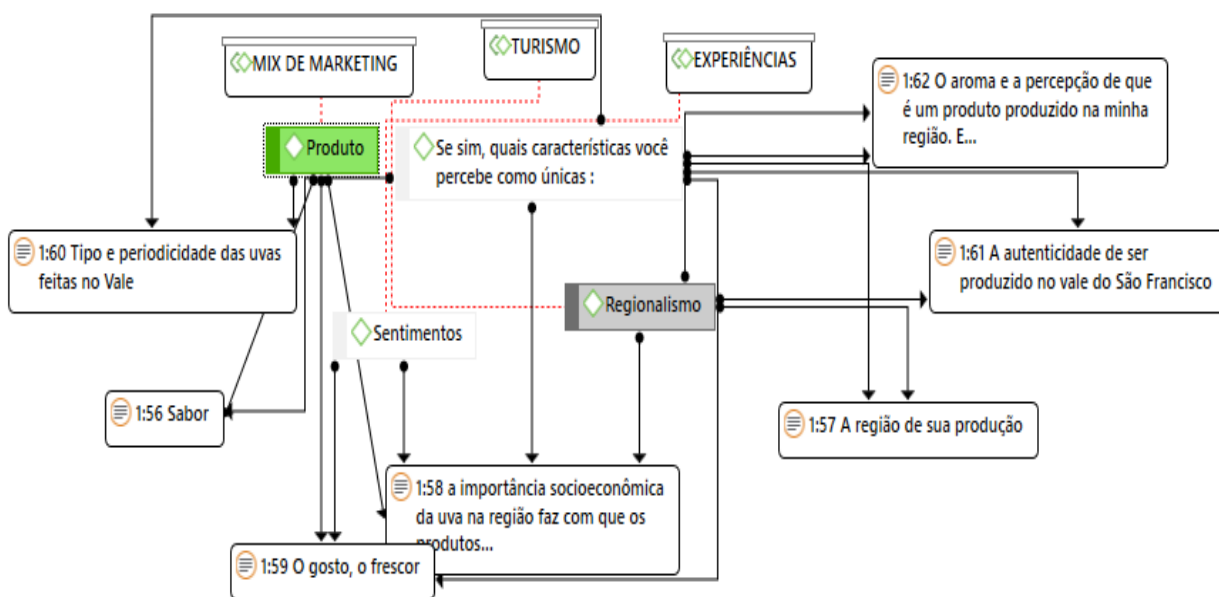 MIX DE MARKETING
TURISMO
EXPERIÊNCIAS
1:62 O aroma e a percepção de que
é um produto produzido na minha
região. E...
Produto
Se sim, quais características você
percebe como únicas :
1:60 Tipo e periodicidade das uvas
feitas no Vale
1:61 A autenticidade de ser
produzido no vale do São Francisco
Regionalismo
Sentimentos
1:56 Sabor
1:57 A região de sua produção
1:58 a importância socioeconômica
da uva na região faz com que os
produtos...
1:59 O gosto, o frescor